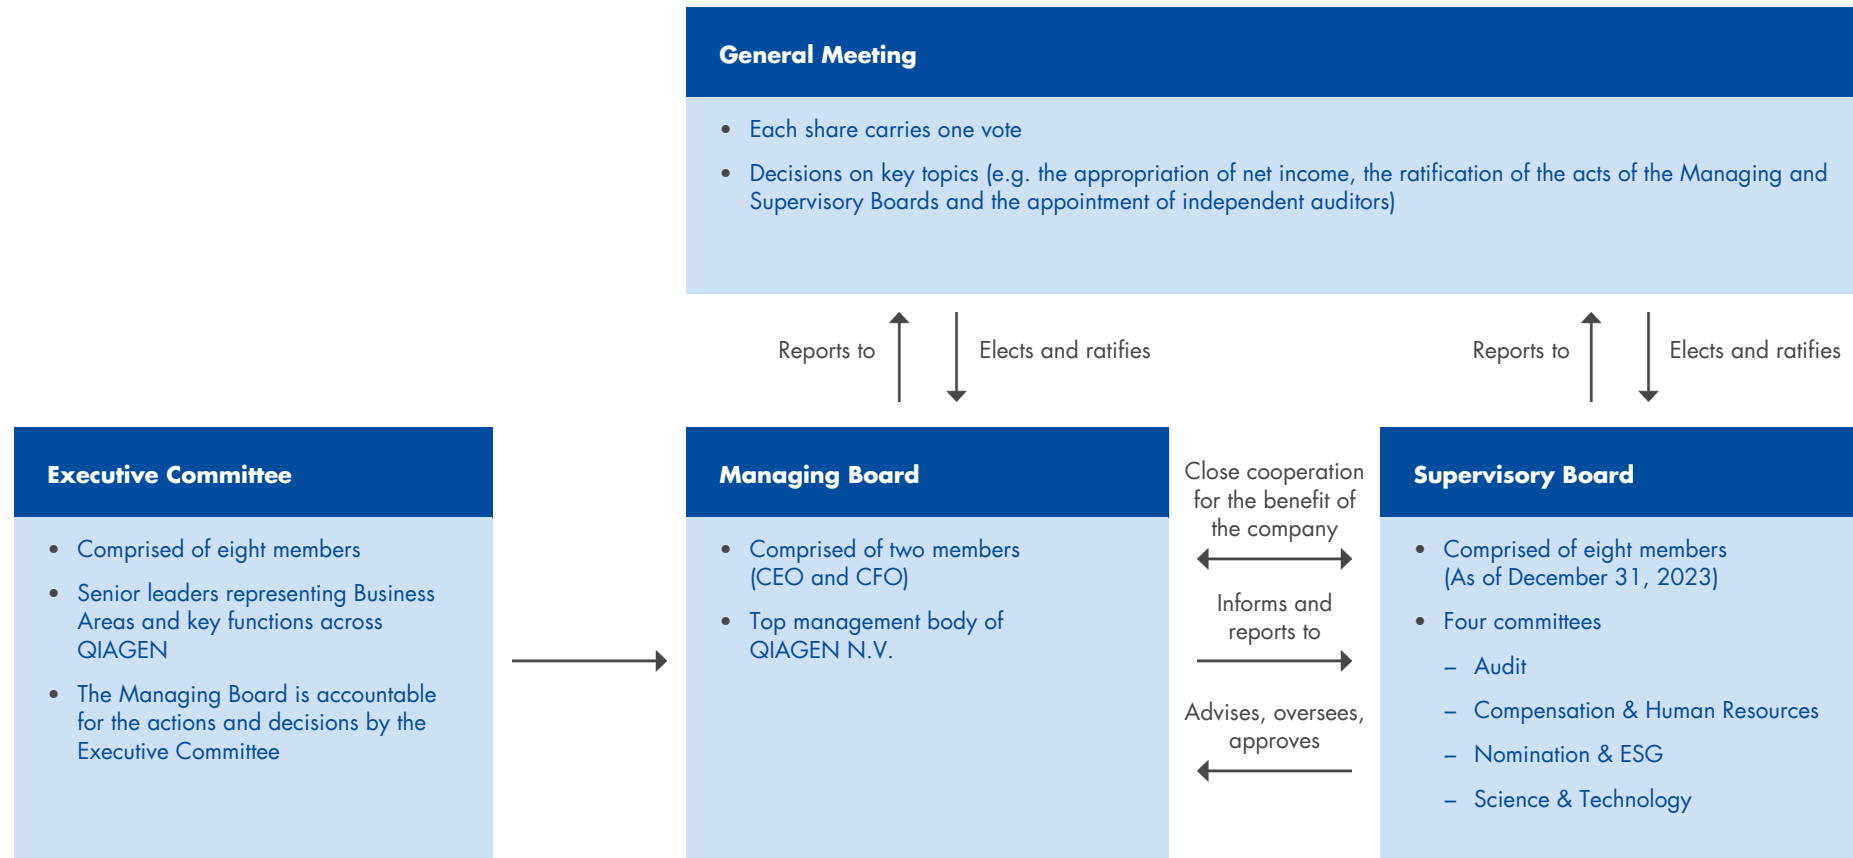 General Meeting
• Each share carries one vote
• Decisions on key topics (e.g. the appropriation of net income, the ratification of the acts of the Managing and
Supervisory Boards and the appointment of independent auditors)
Reports to
Elects and ratifies
Reports to
Elects and ratifies
Executive Committee
• Comprised of eight members
• Senior leaders representing Business
Areas and key functions across
QIAGEN
• The Managing Board is accountable
for the actions and decisions by the
Executive Committee
Managing Board
• Comprised of two members
(CEO and CFO)
• Top management body of
QIAGEN N.V.
Close cooperation
for the benefit of
the company
Informs and
reports to
Advises, oversees,
approves
Supervisory Board
• Comprised of eight members
(As of December 31, 2023)
• Four committees
– Audit
– Compensation & Human Resources
– Nomination & ESG
– Science & Technology